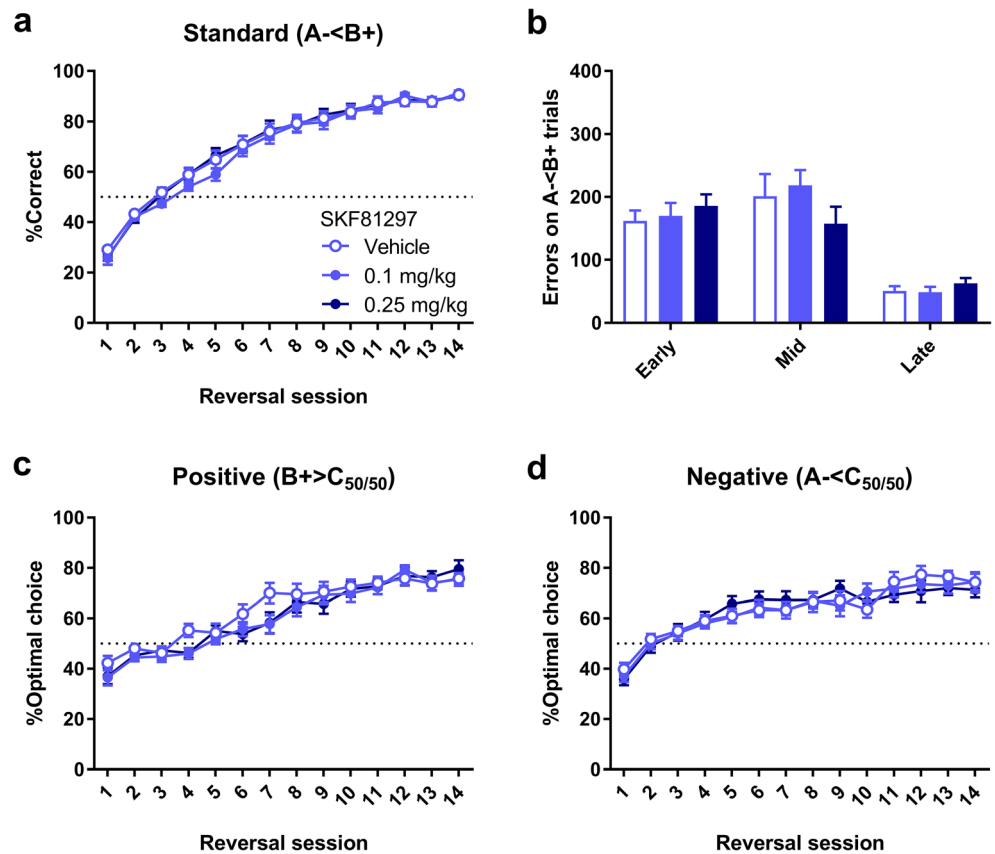 a
Standard (A-<B+)
%Correct
100
80
60
40
20
0
SKF81297
Vehicle
0.1 mg/kg
0.25 mg/kg
1 2 3 4 5 6 7 8 9 10 11 12 13 14
Reversal session
b
Errors on A-<B+ trials
400
300
200
100
0
Early Mid Late
c
Positive (B+>C50/50)
%Optimal choice
100
80
60
40
20
0
1 2 3 4 5 6 7 8 9 10 11 12 13 14
Reversal session
d
Negative (A-<C50/50)
%Optimal choice
100
80
60
40
20
0
1 2 3 4 5 6 7 8 9 10 11 12 13 14
Reversal session